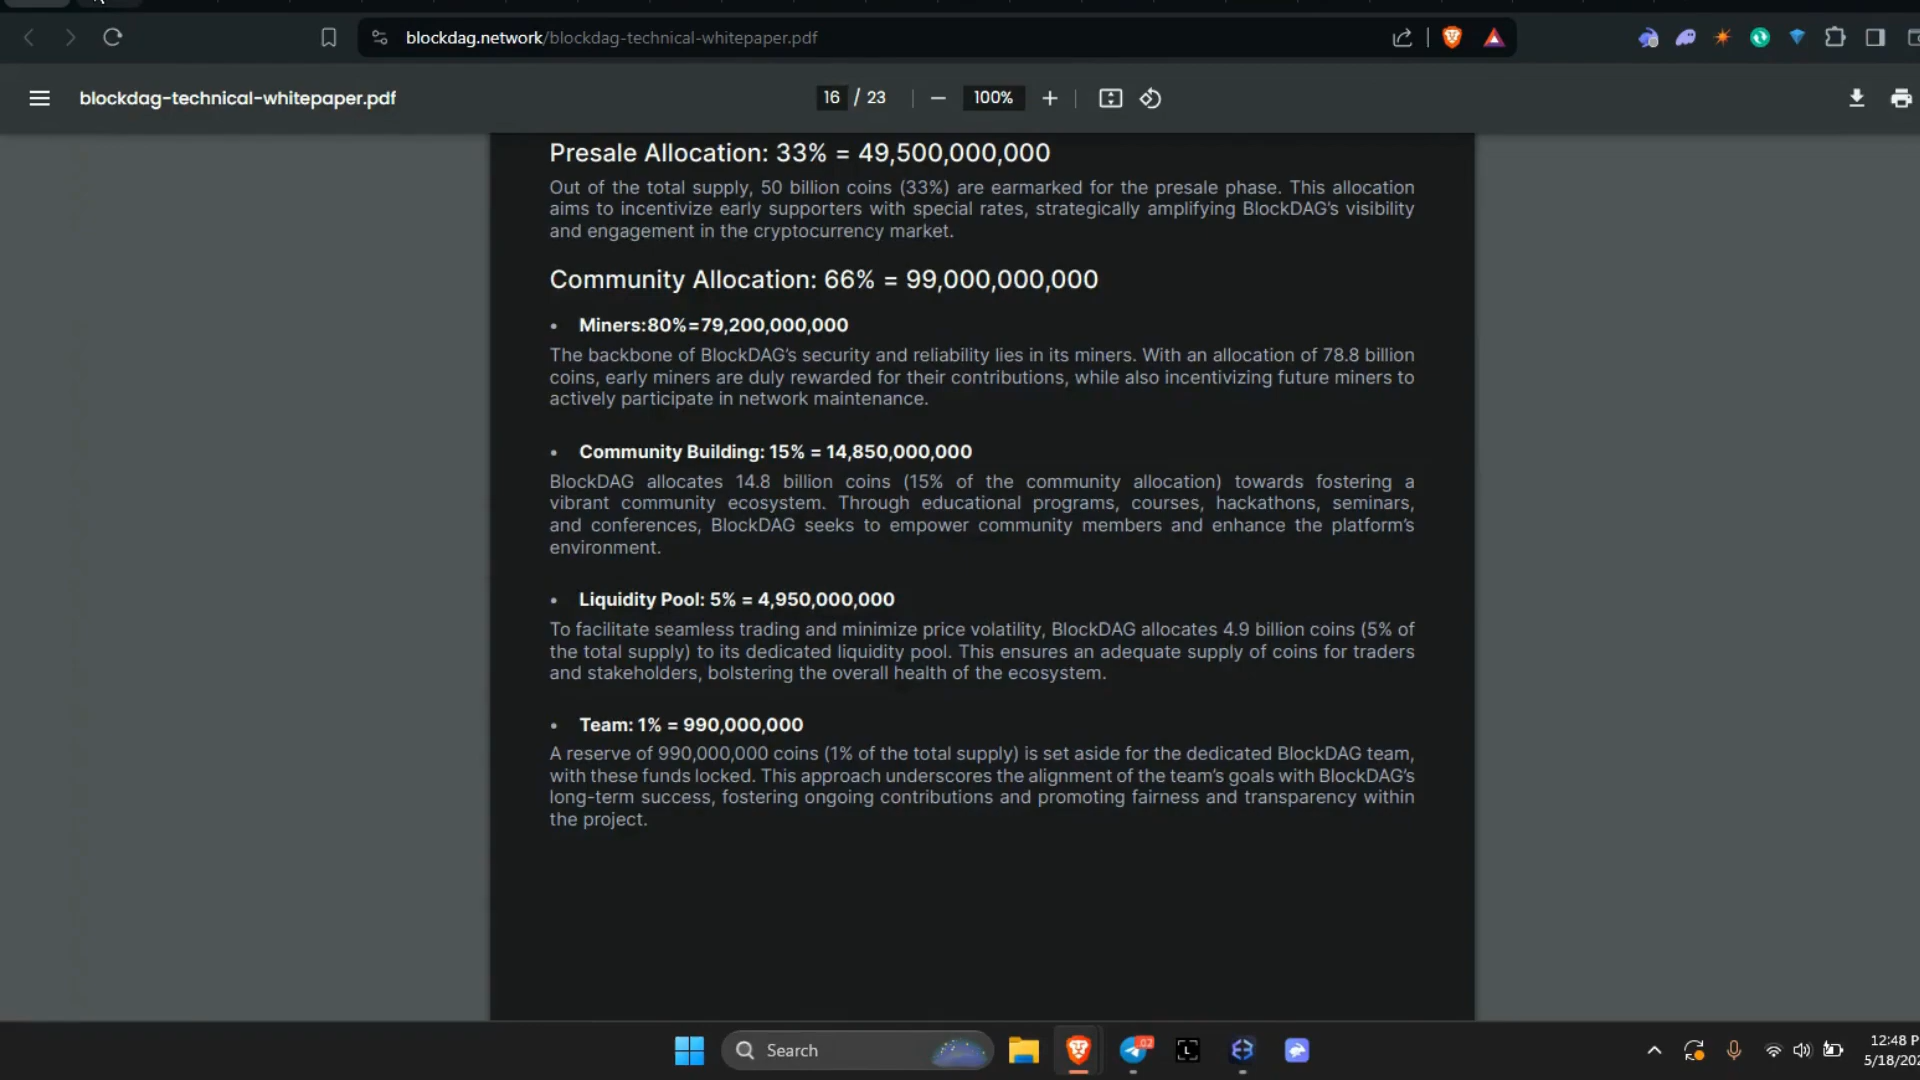 blockdag.network/blockdag-technical-whitepaper.pdf
blockdag-technical-whitepaper.pdf
16 / 23
100%
Presale Allocation: 33% = 49,500,000,000
Out of the total supply, 50 billion coins (33%) are earmarked for the presale phase. This allocation
aims to incentivize early supporters with special rates, strategically amplifying BlockDAG's visibility
and engagement in the cryptocurrency market.
Community Allocation: 66% = 99,000,000,000
• Miners:80%=79,200,000,000
The backbone of BlockDAG's security and reliability lies in its miners. With an allocation of 78.8 billion
coins, early miners are duly rewarded for their contributions, while also incentivizing future miners to
actively participate in network maintenance.
• Community Building: 15% = 14,850,000,000
BlockDAG allocates 14.8 billion coins (15% of the community allocation) towards fostering a
vibrant community ecosystem. Through educational programs, courses, hackathons, seminars,
and conferences, BlockDAG seeks to empower community members and enhance the platform's
environment.
• Liquidity Pool: 5% = 4,950,000,000
To facilitate seamless trading and minimize price volatility, BlockDAG allocates 4.9 billion coins (5% of
the total supply) to its dedicated liquidity pool. This ensures an adequate supply of coins for traders
and stakeholders, bolstering the overall health of the ecosystem.
• Team: 1% = 990,000,000
A reserve of 990,000,000 coins (1% of the total supply) is set aside for the dedicated BlockDAG team,
with these funds locked. This approach underscores the alignment of the team's goals with BlockDAG's
long-term success, fostering ongoing contributions and promoting fairness and transparency within
the project.
Search
12:48 P
5/18/202